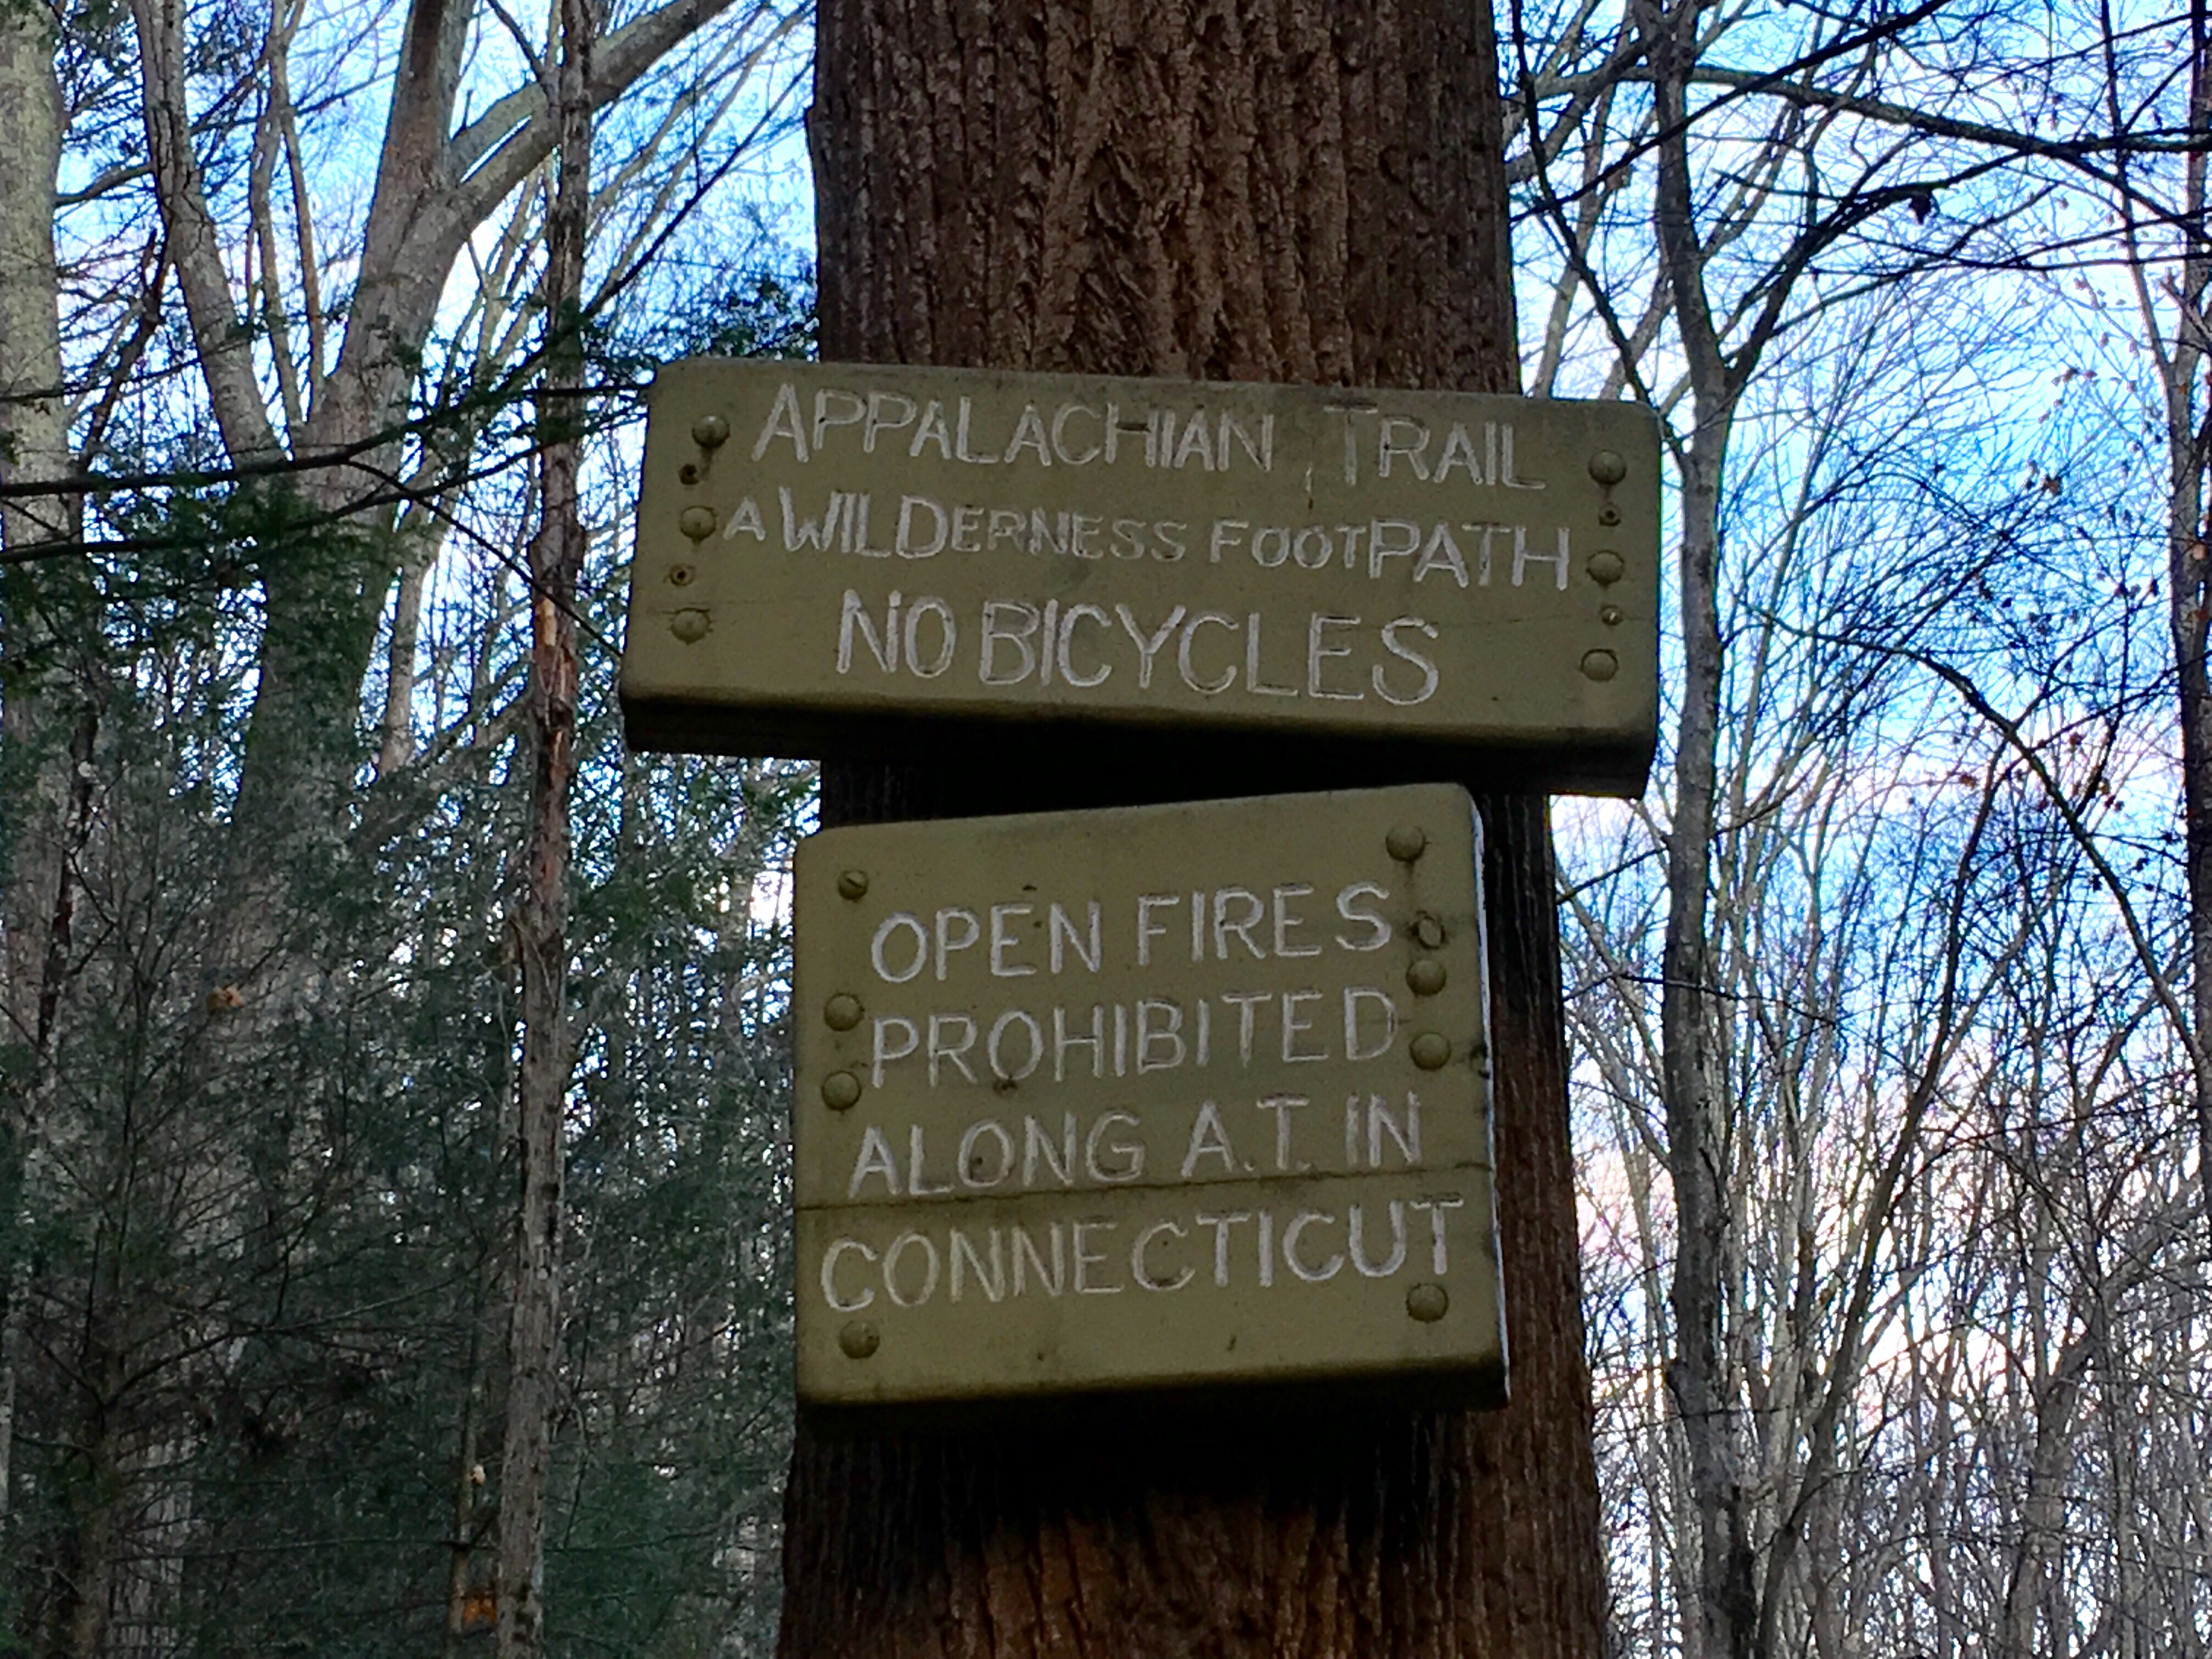 APPALACHIAN TRAIL
A WILDERNESS FOOTPATH
NO BICYCLES
OPEN FIRES
PROHIBITED
ALONG A.T. IN
CONNECTICUT